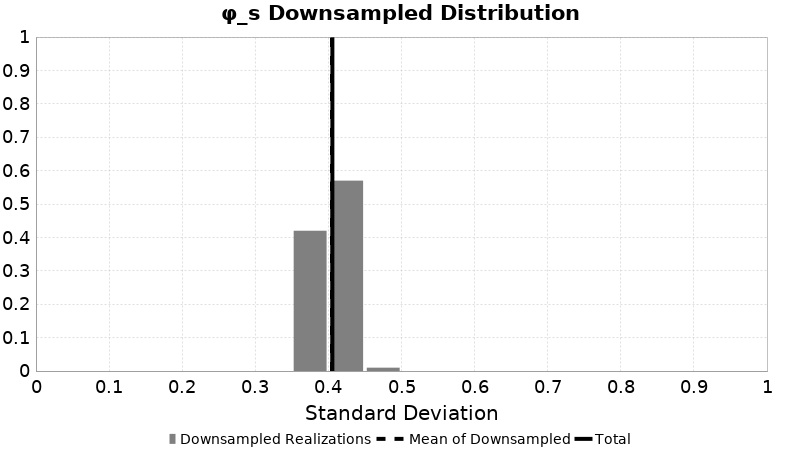 φ_s Downsampled Distribution
1
0.9
0.8
0.7
0.6
0.5
0.4
0.3
0.2
0.1
0
0 0.1 0.2 0.3 0.4 0.5 0.6 0.7 0.8 0.9 1
Standard Deviation
Downsampled Realizations Mean of Downsampled Total